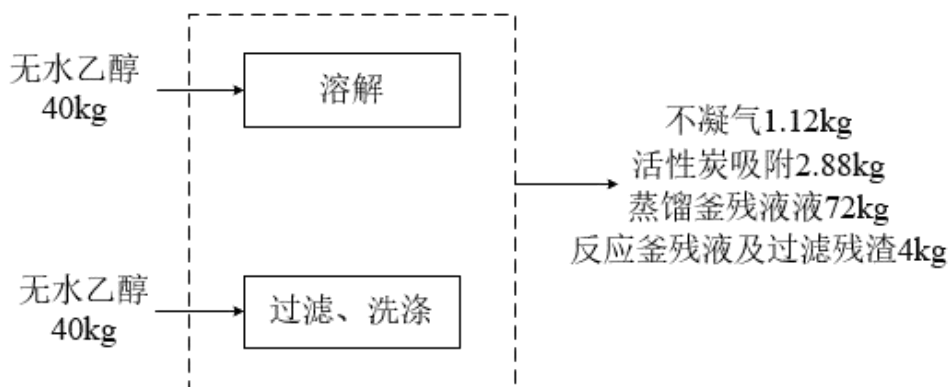 无水乙醇
40kg
溶解
不凝气1.12kg
活性炭吸附2.88kg
蒸馏釜残液液72kg
反应釜残液及过滤残渣4kg
无水乙醇
40kg
过滤、洗涤